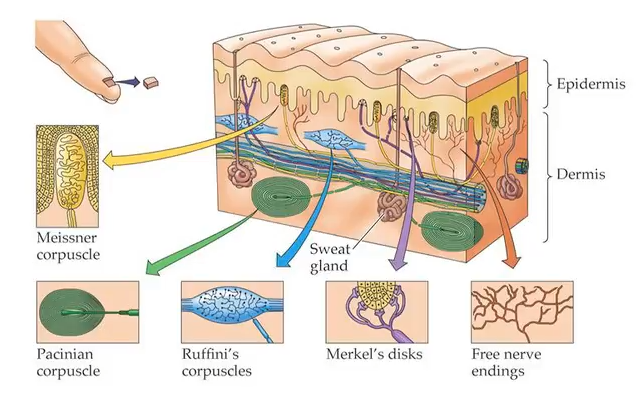 Epidermis
Dermis
Meissner
corpuscle
Sweat
gland
Pacinian
corpuscle
Ruffini's
corpuscles
Merkel's disks
Free nerve
endings